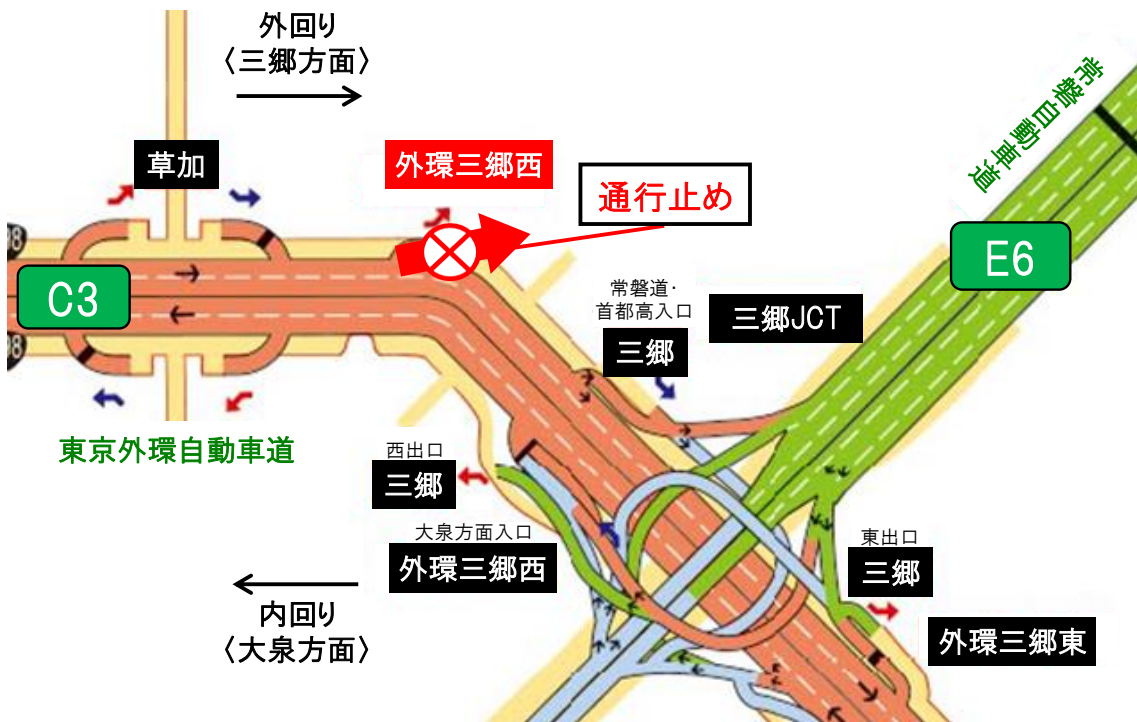 外回り
〈三郷方面〉
草加
外環三郷西
通行止め
常磐自動車道
E6
C3
常磐道・
首都高入口
三郷
三郷JCT
東京外環自動車道
西出口
三郷
大泉方面入口
外環三郷西
東出口
三郷
内回り
〈大泉方面〉
外環三郷東